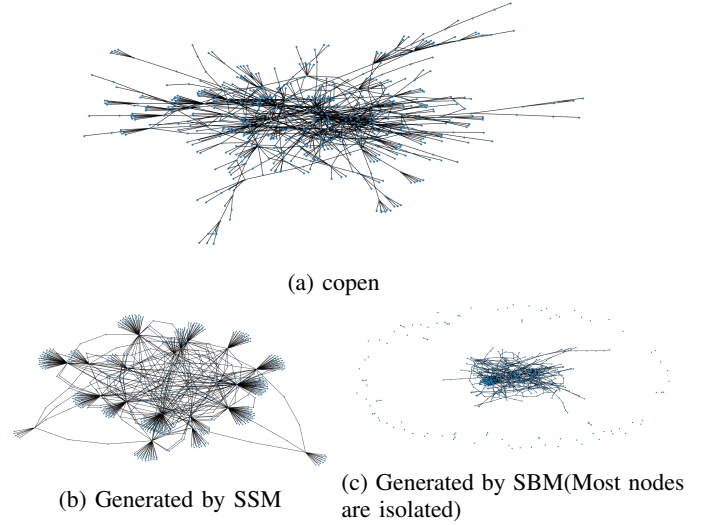 (a) copen
(b) Generated by SSM
(c) Generated by SBM(Most nodes
are isolated)